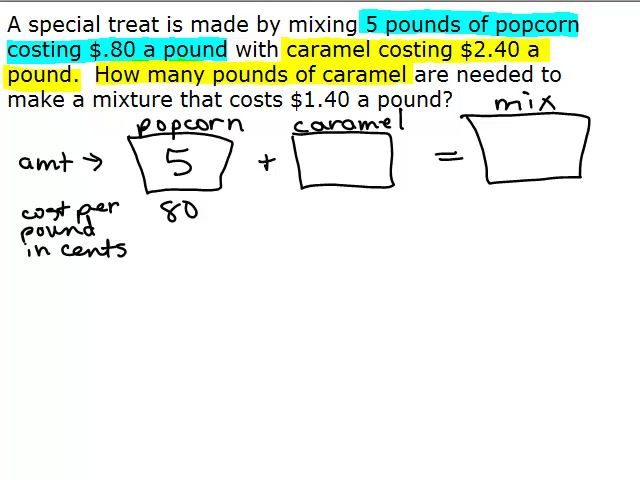 A special treat is made by mixing 5 pounds of popcorn
costing $.80 a pound with caramel costing $2.40 a
pound. How many pounds of caramel are needed to
make a mixture that costs $1.40 a pound?
popcorn caramel mix
amt → 5 + =
cost per 80
pound
in cents